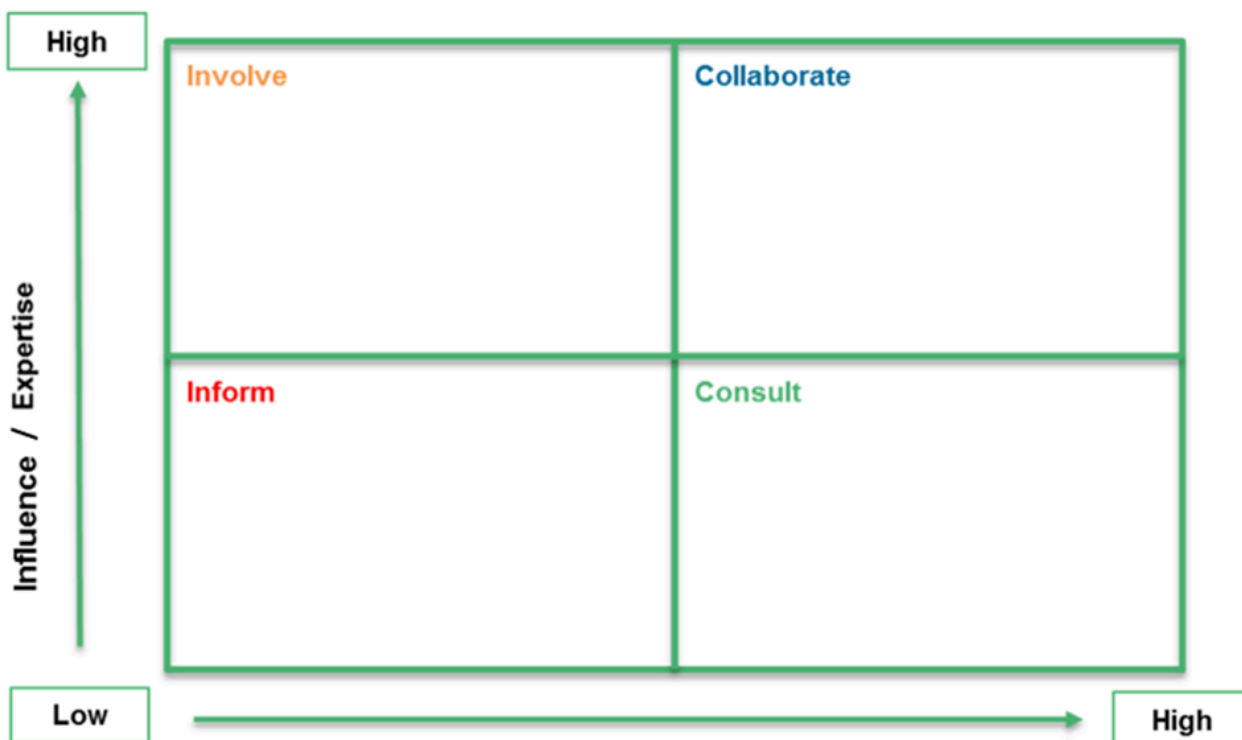 High
Involve
Collaborate
Influence / Expertise
Inform
Consult
Low
High